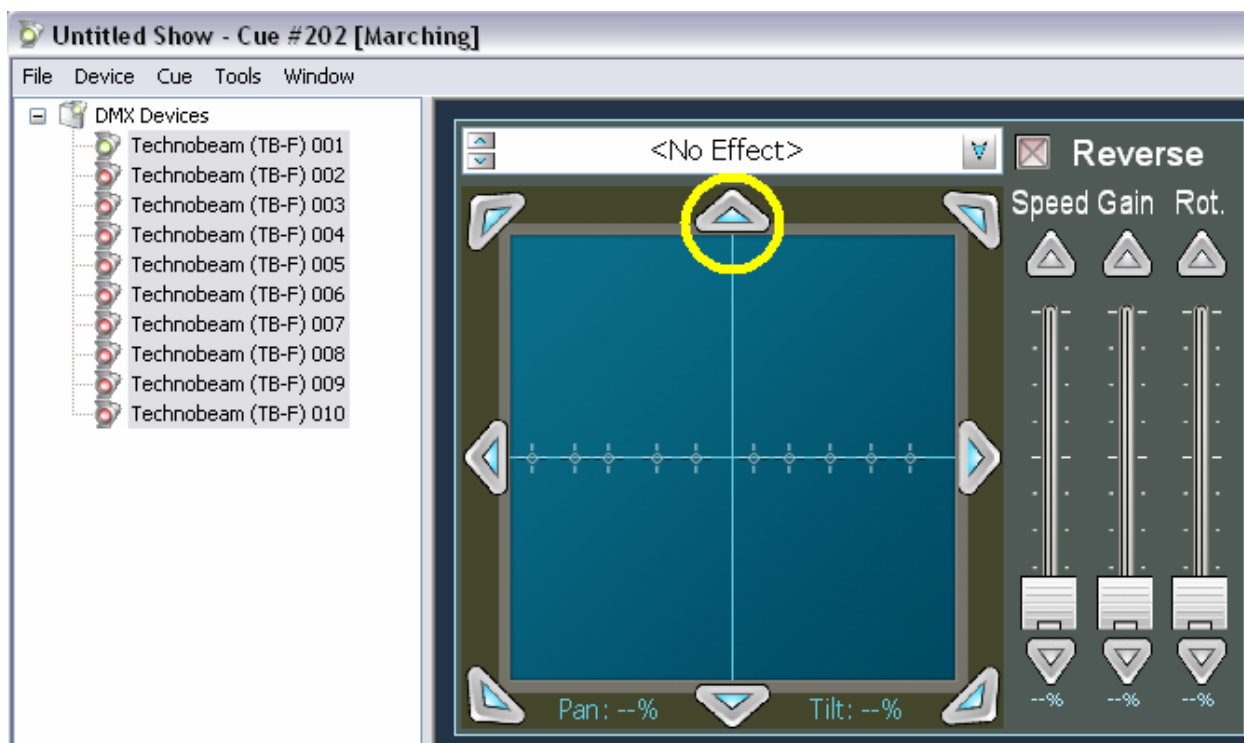 Untitled Show - Cue #202 [Marching]
File Device Cue Tools Window
DMX Devices
Technobeam (TB-F) 001
Technobeam (TB-F) 002
Technobeam (TB-F) 003
Technobeam (TB-F) 004
Technobeam (TB-F) 005
Technobeam (TB-F) 006
Technobeam (TB-F) 007
Technobeam (TB-F) 008
Technobeam (TB-F) 009
Technobeam (TB-F) 010
<No Effect>
Reverse
Speed Gain Rot.
Pan: --% Tilt: --%
--% --% --%